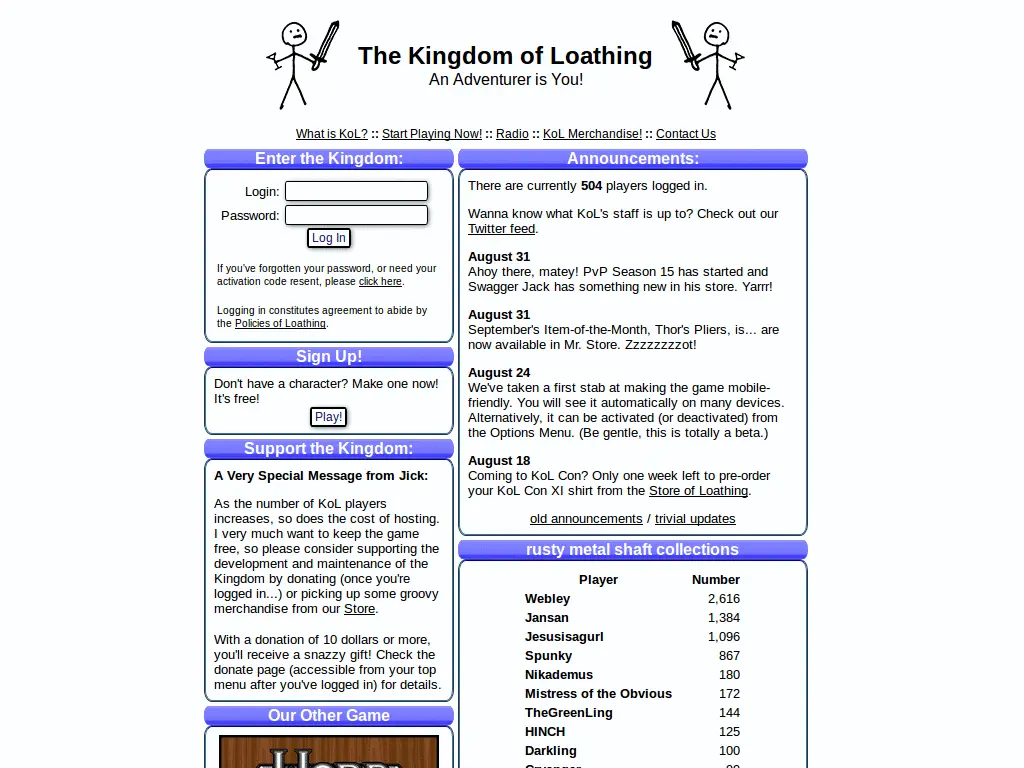 The Kingdom of Loathing
An Adventurer is You!
What is KoL? :: Start Playing Now! :: Radio :: KoL Merchandise! :: Contact Us
Enter the Kingdom:
Login:
Password:
Log In
If you've forgotten your password, or need your
activation code resent, please click here.
Logging in constitutes agreement to abide by
the Policies of Loathing.
Sign Up!
Don't have a character? Make one now!
It's free!
Play!
Support the Kingdom:
A Very Special Message from Jick:
As the number of KoL players
increases, so does the cost of hosting.
I very much want to keep the game
free, so please consider supporting the
development and maintenance of the
Kingdom by donating (once you're
logged in...) or picking up some groovy
merchandise from our Store.
With a donation of 10 dollars or more,
you'll receive a snazzy gift! Check the
donate page (accessible from your top
menu after you've logged in) for details.
Our Other Game
Announcements:
There are currently 504 players logged in.
Wanna know what KoL's staff is up to? Check out our
Twitter feed.
August 31
Ahoy there, matey! PvP Season 15 has started and
Swagger Jack has something new in his store. Yarrr!
August 31
September's Item-of-the-Month, Thor's Pliers, is... are
now available in Mr. Store. Zzzzzzzzot!
August 24
We've taken a first stab at making the game mobile-
friendly. You will see it automatically on many devices.
Alternatively, it can be activated (or deactivated) from
the Options Menu. (Be gentle, this is totally a beta.)
August 18
Coming to KoL Con? Only one week left to pre-order
your KoL Con XI shirt from the Store of Loathing.
old announcements / trivial updates
rusty metal shaft collections
Player Number
Webley 2,616
Jansan 1,384
Jesusisagurl 1,096
Spunky 867
Nikademus 180
Mistress of the Obvious 172
TheGreenLing 144
HINCH 125
Darkling 100